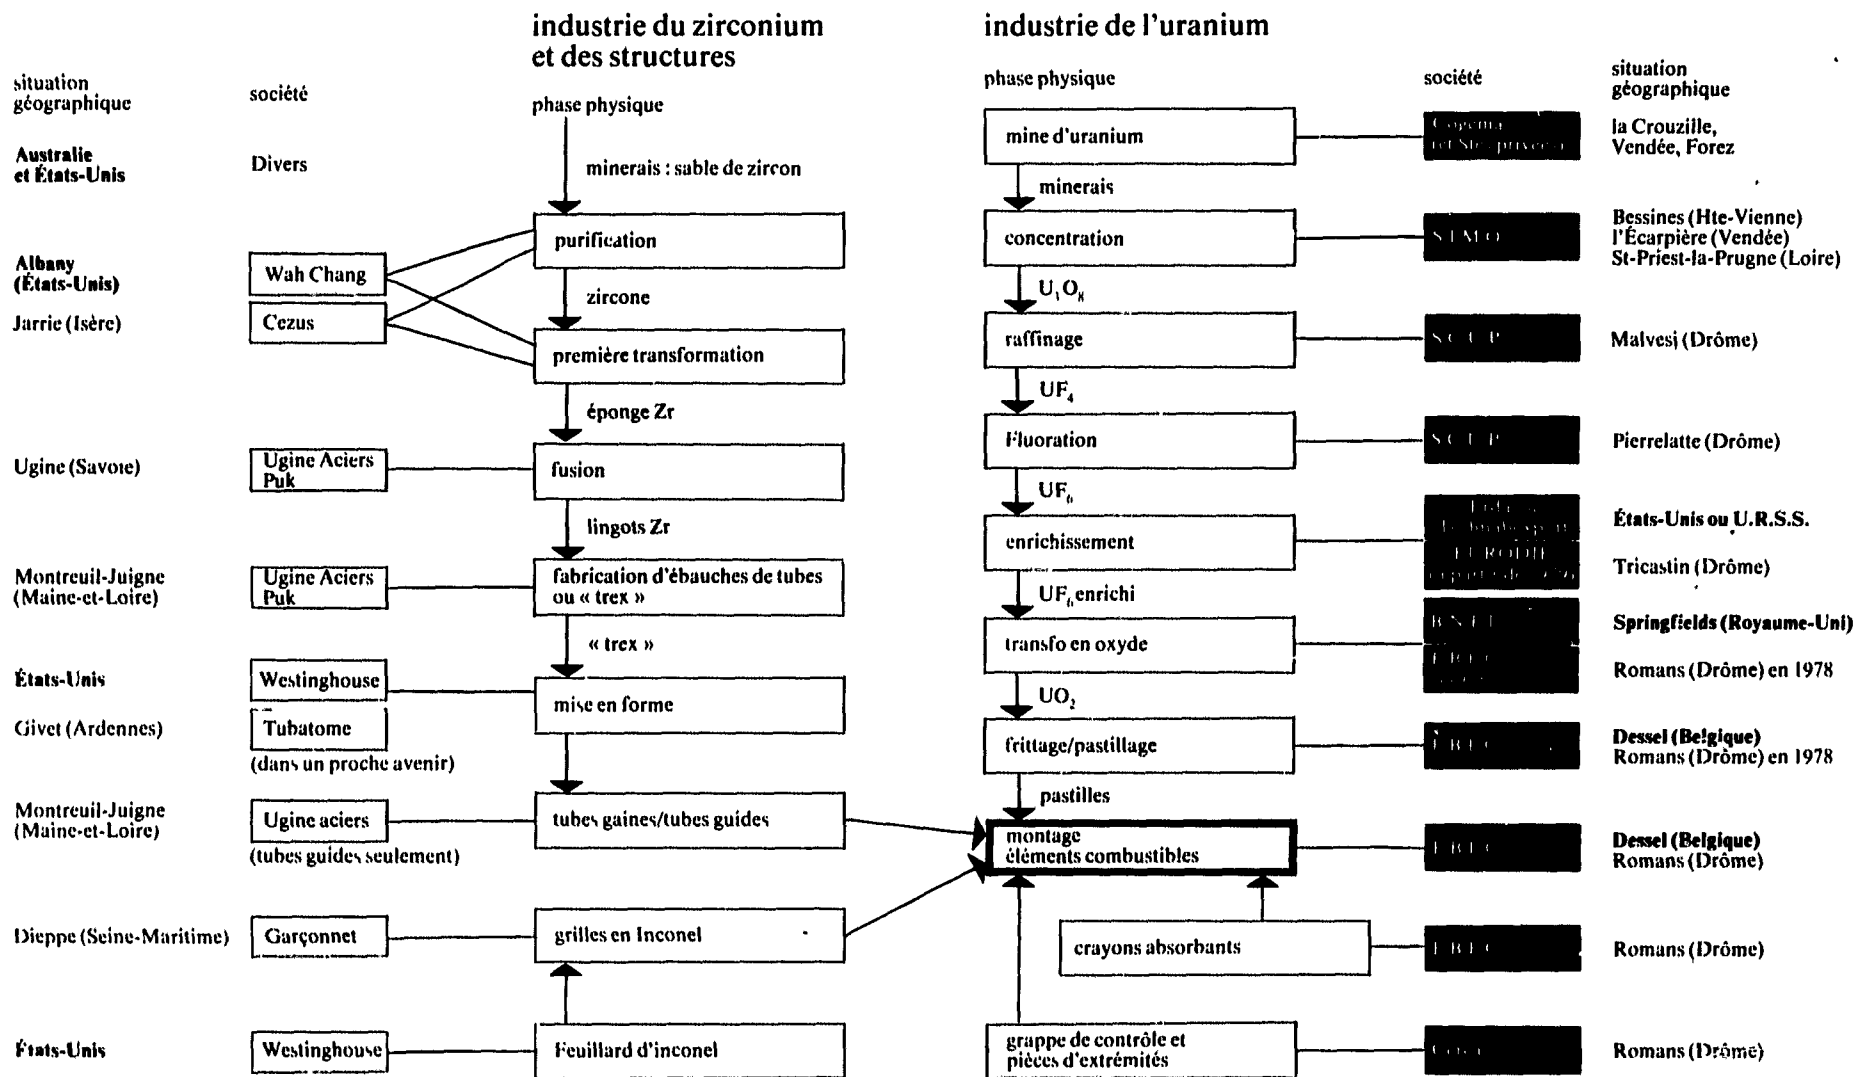 industrie du zirconium
et des structures
situation
géographique
société
phase physique
Australie
et États-Unis
Divers
minerais : sable de zircon
purification
Albany
(États-Unis)
Wah Chang
zircone
Jarrie (Isère)
Cezus
première transformation
éponge Zr
Ugine (Savoie)
Ugine Aciers
Puk
fusion
lingots Zr
Montreuil-Juigne
(Maine-et-Loire)
Ugine Aciers
Puk
fabrication d'ébauches de tubes
ou « trex »
« trex »
États-Unis
Westinghouse
mise en forme
Givet (Ardennes)
Tubatome
(dans un proche avenir)
Montreuil-Juigne
(Maine-et-Loire)
Ugine aciers
(tubes guides seulement)
tubes gaines/tubes guides
Dieppe (Seine-Maritime)
Garçonnet
grilles en Inconel
États-Unis
Westinghouse
Feuillard d'inconel
industrie de l'uranium
phase physique
société
situation
géographique
mine d'uranium
Cogema
la Crouzille,
Vendée, Forez
minerais
concentration
S I M O
Bessines (Hte-Vienne)
l'Écarpière (Vendée)
St-Priest-la-Prugne (Loire)
U₃O₈
raffinage
Malvesi (Drôme)
UF₄
Fluoration
Pierrelatte (Drôme)
UF₆
enrichissement
États-Unis ou U.R.S.S.
EURODIF
Tricastin (Drôme)
UF₆ enrichi
transfo en oxyde
B N F L
Springfields (Royaume-Uni)
F B F C
Romans (Drôme) en 1978
UO₂
frittage/pastillage
F B F C
Dessel (Belgique)
Romans (Drôme) en 1978
pastilles
montage
éléments combustibles
F B F C
Dessel (Belgique)
Romans (Drôme)
crayons absorbants
F B F C
Romans (Drôme)
grappe de contrôle et
pièces d'extrémités
Cerca
Romans (Drôme)